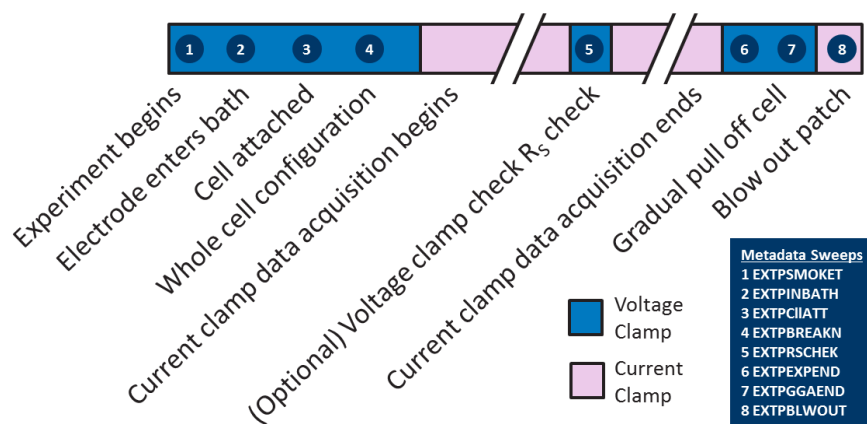 1 2 3 4 5 6 7 8
Experiment begins
Electrode enters bath
Cell attached
Whole cell configuration
Current clamp data acquisition begins
(Optional) Voltage clamp check RS check
Current clamp data acquisition ends
Gradual pull off cell
Blow out patch
Voltage
Clamp
Current
Clamp
Metadata Sweeps
1 EXTPSMOKET
2 EXTPINBATH
3 EXTPCllATT
4 EXTPBREAKN
5 EXTPRSCHEK
6 EXTPEXPEND
7 EXTPGGAEND
8 EXTPBLWOUT